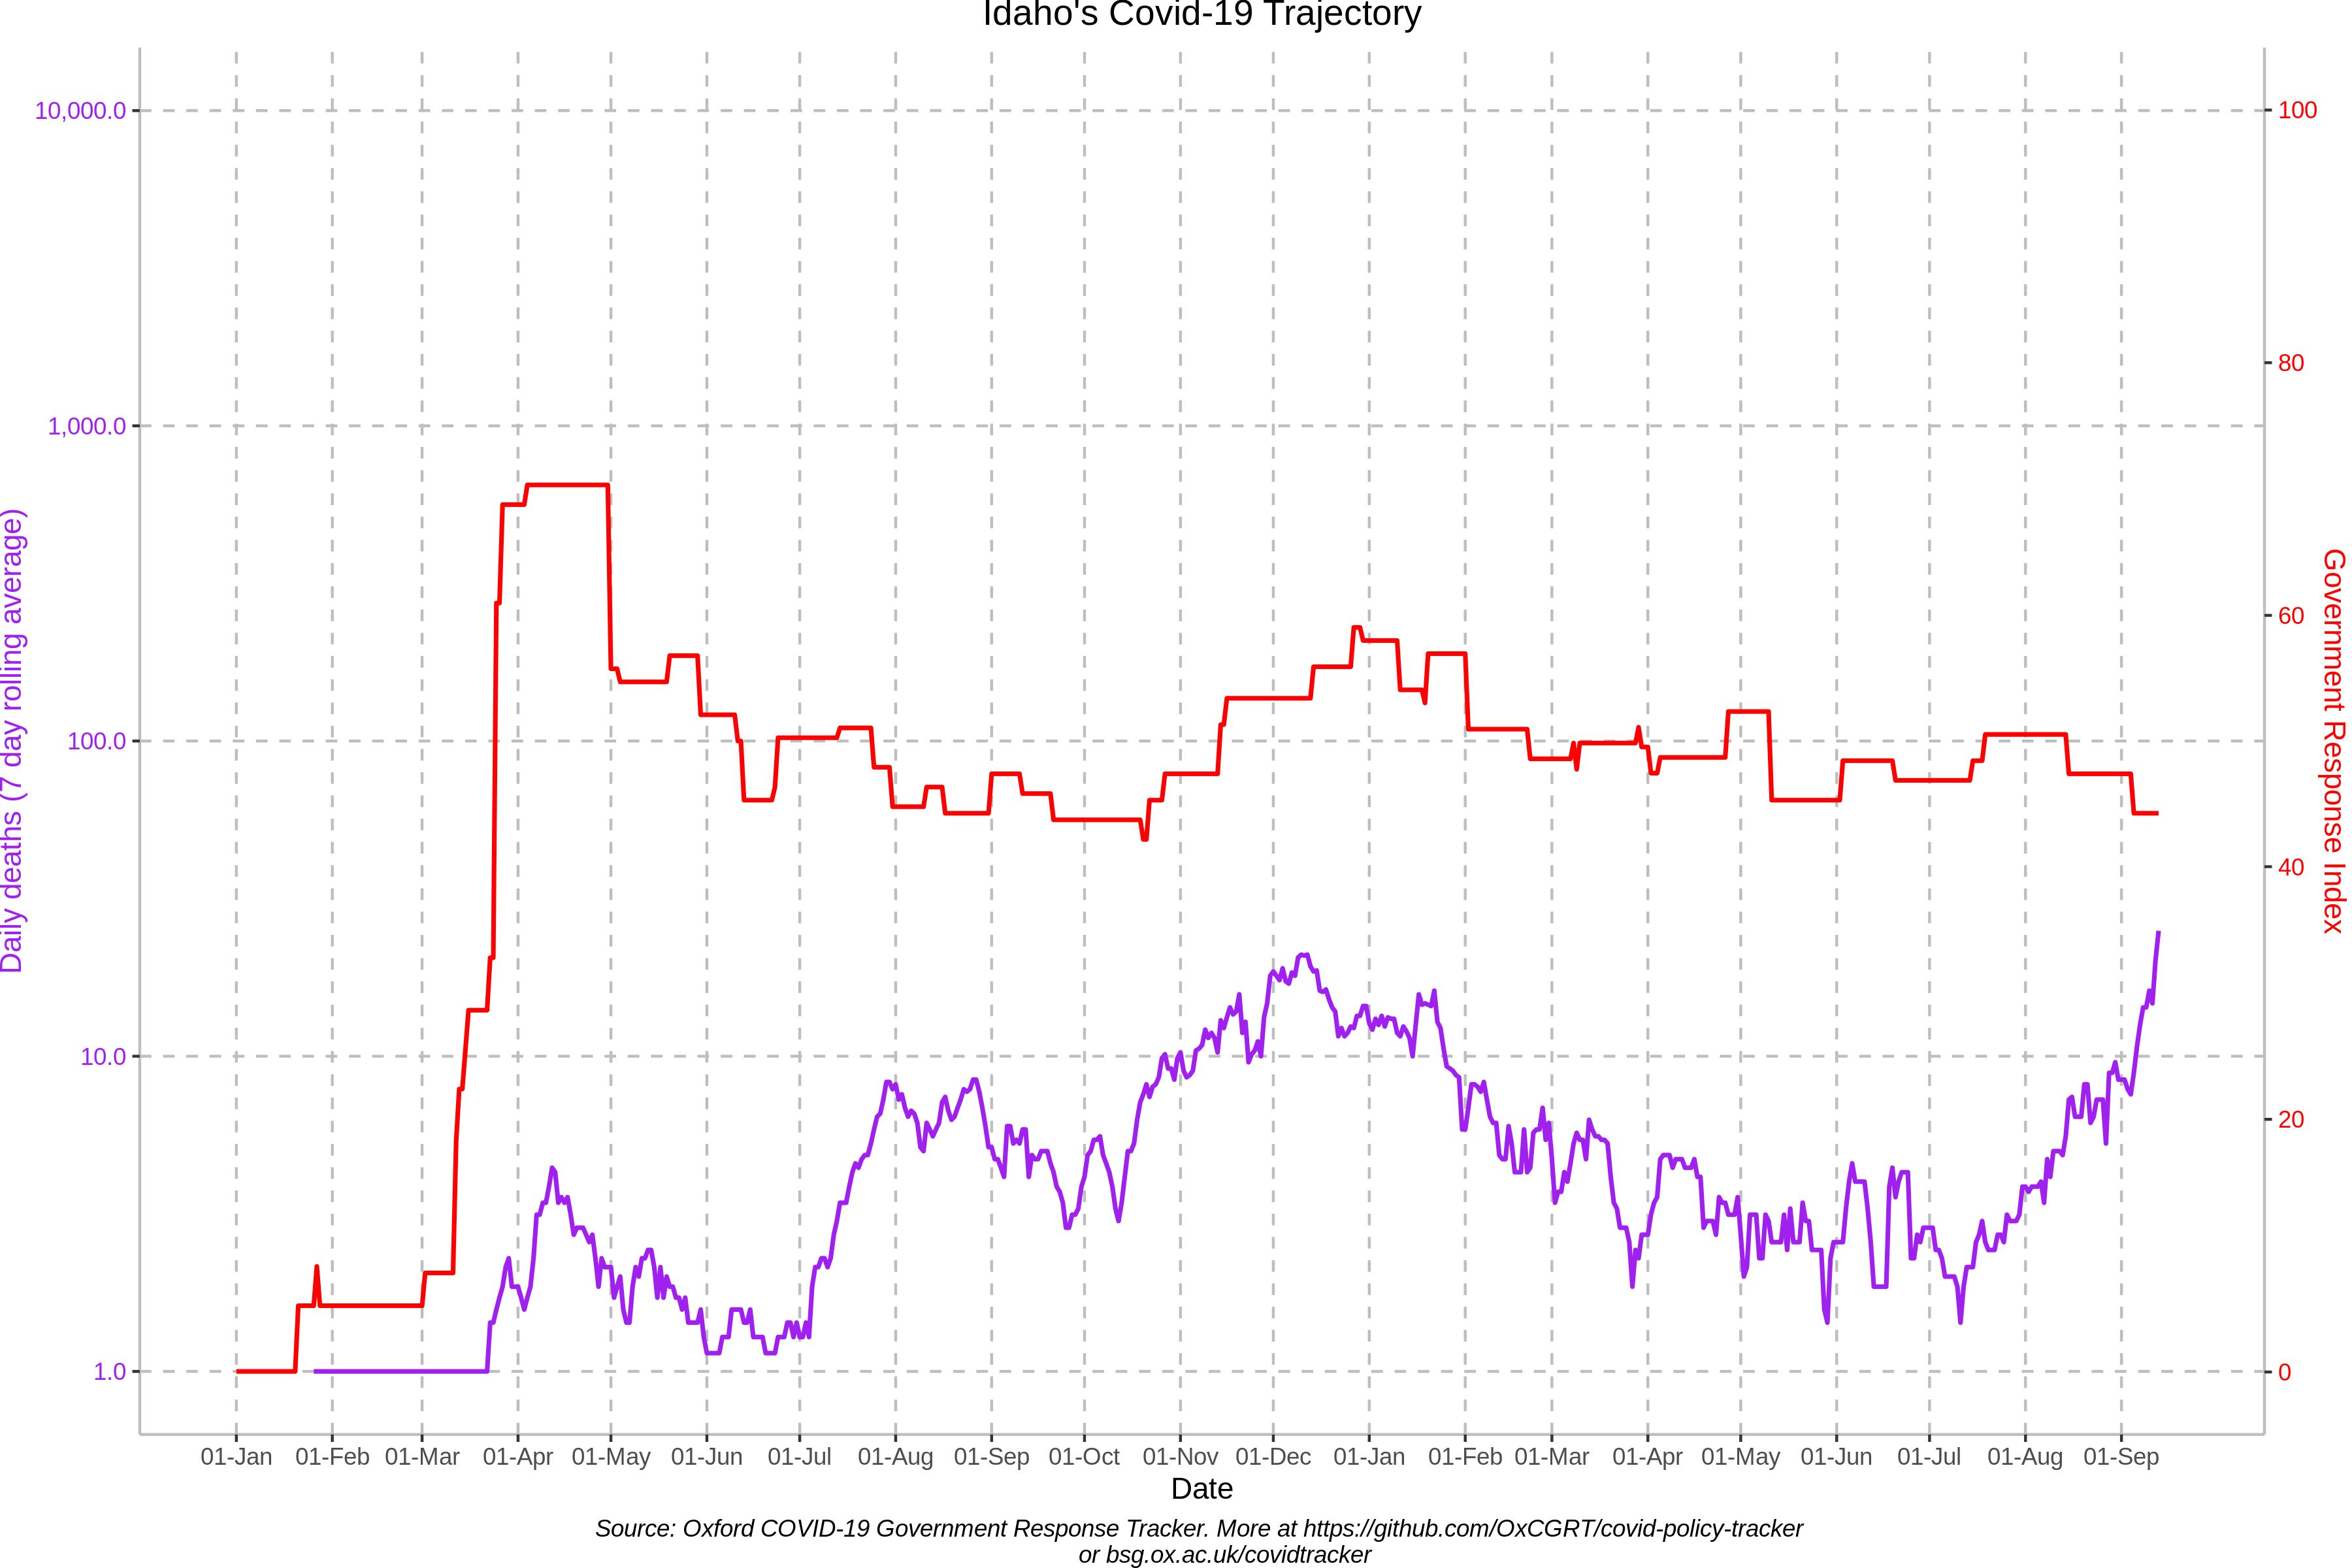 Idaho's Covid-19 Trajectory
10,000.0
1,000.0
100.0
10.0
1.0
Daily deaths (7 day rolling average)
100
80
60
40
20
0
Government Response Index
01-Jan 01-Feb 01-Mar 01-Apr 01-May 01-Jun 01-Jul 01-Aug 01-Sep 01-Oct 01-Nov 01-Dec 01-Jan 01-Feb 01-Mar 01-Apr 01-May 01-Jun 01-Jul 01-Aug 01-Sep
Date
Source: Oxford COVID-19 Government Response Tracker. More at https://github.com/OxCGRT/covid-policy-tracker
or bsg.ox.ac.uk/covidtracker